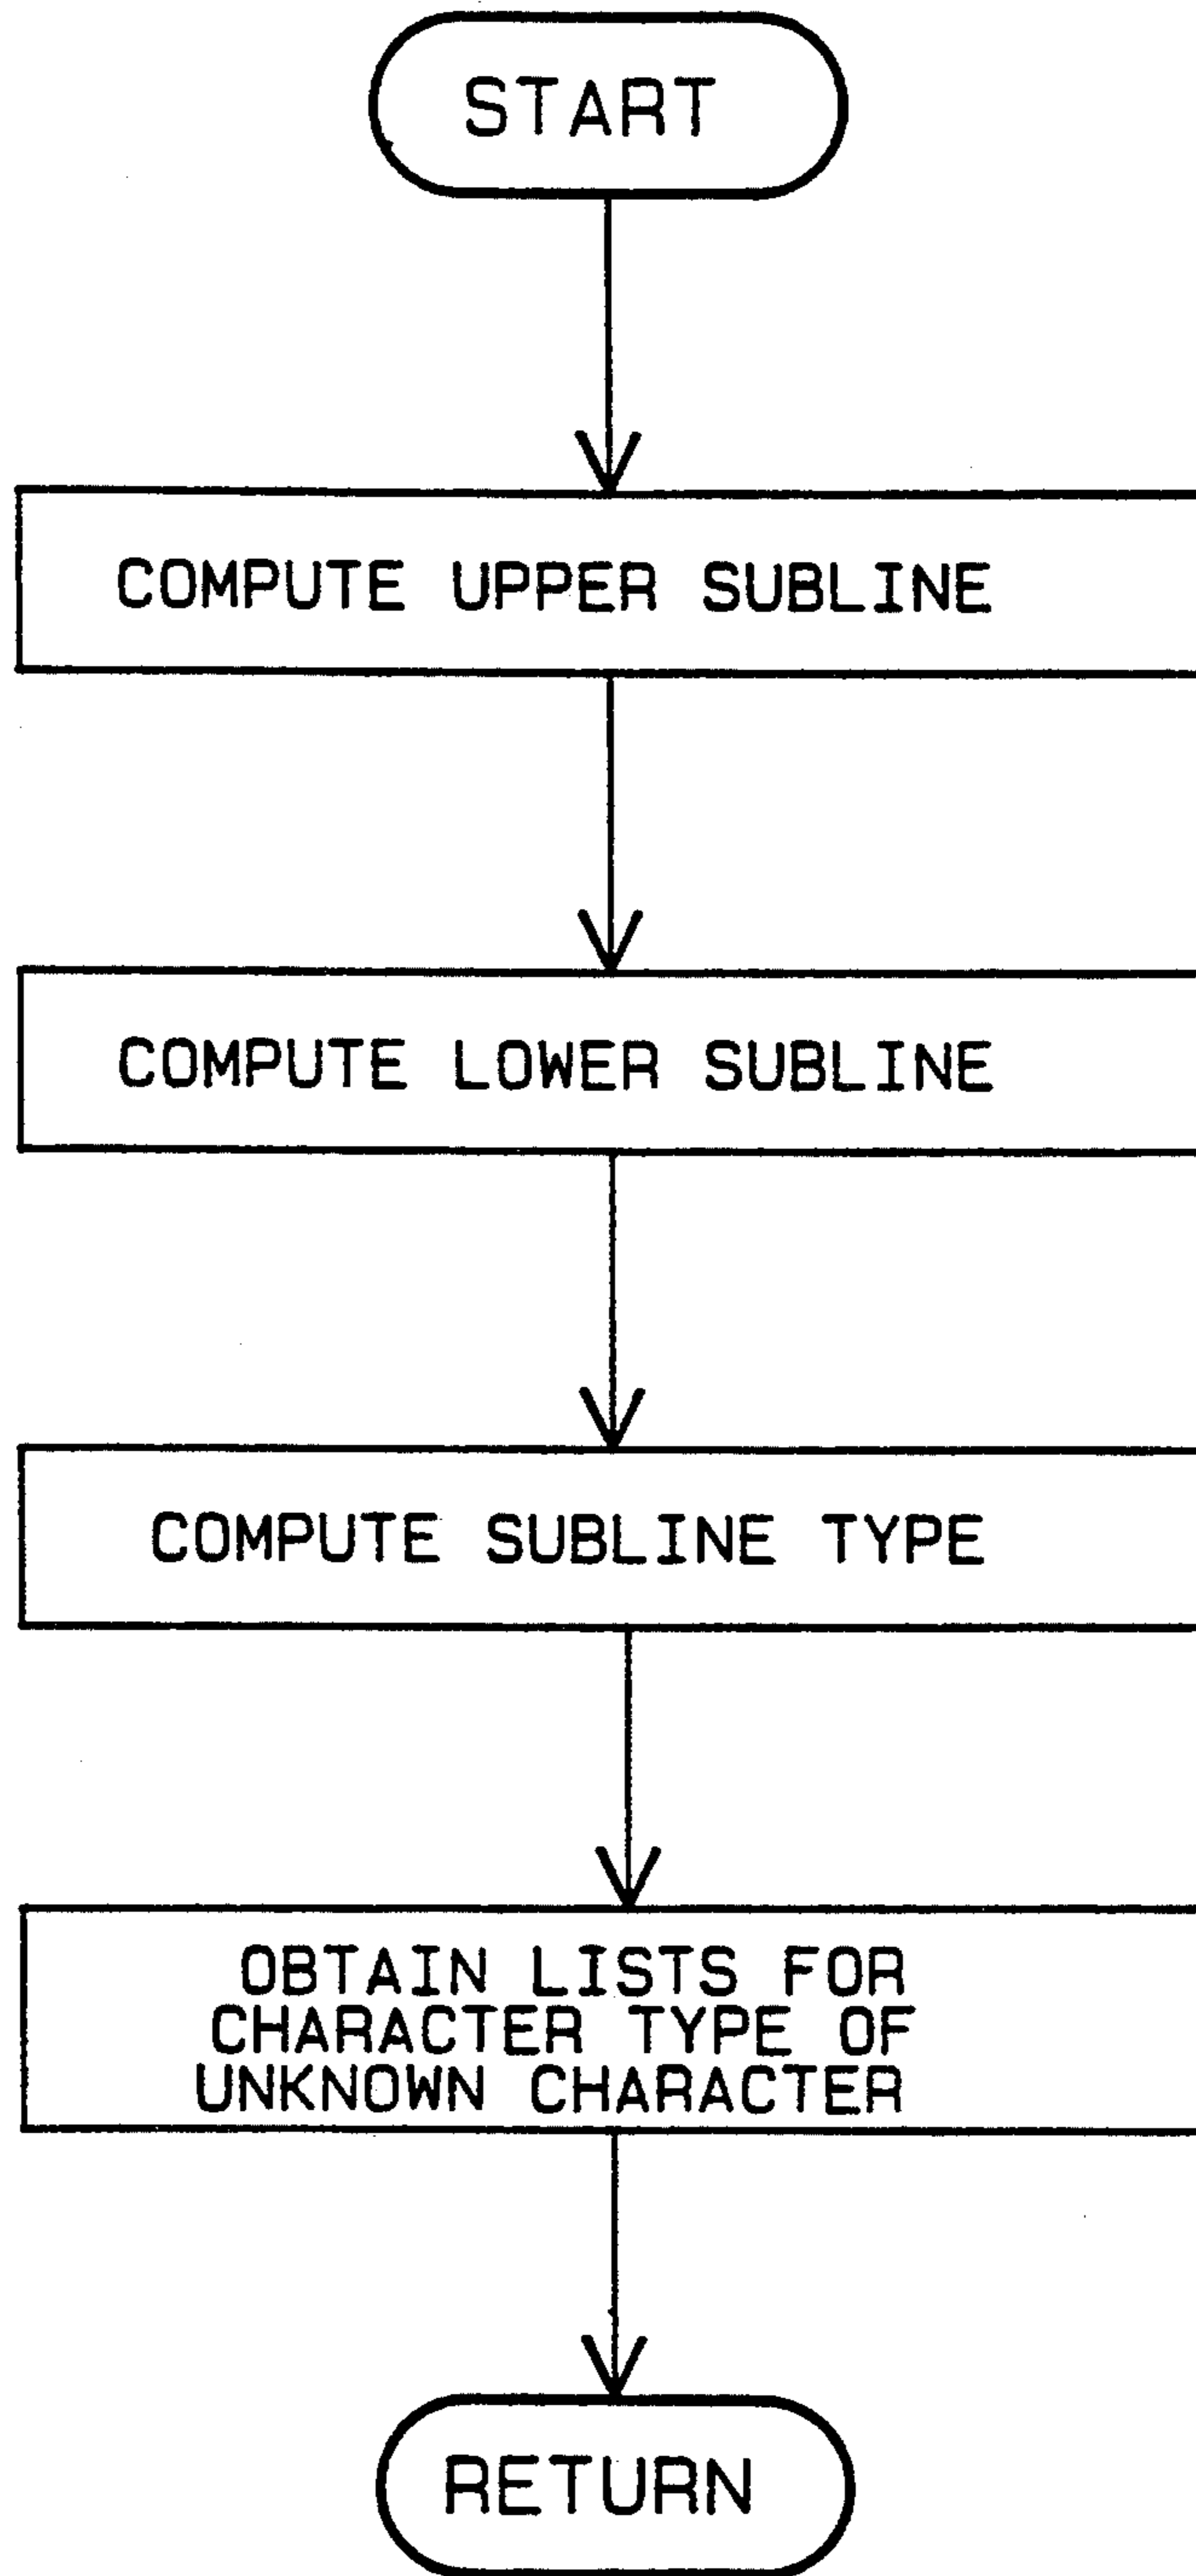 START
COMPUTE UPPER SUBLINE
COMPUTE LOWER SUBLINE
COMPUTE SUBLINE TYPE
OBTAIN LISTS FOR
CHARACTER TYPE OF
UNKNOWN CHARACTER
RETURN